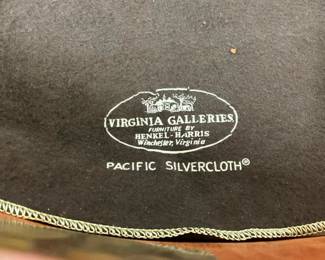 VIRGINIA GALLERIES
FURNITURE BY
HENKEL-HARRIS
Winchester, Virginia
PACIFIC SILVERCLOTH®